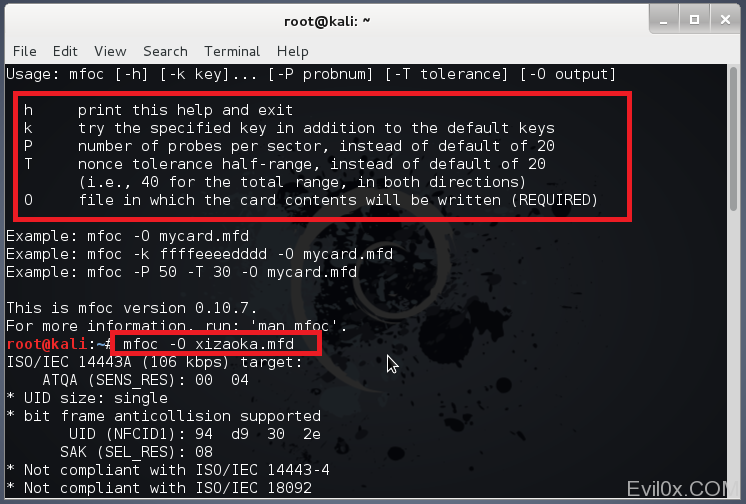 root@kali: ~
File Edit View Search Terminal Help
Usage: mfoc [-h] [-k key]... [-P probnum] [-T tolerance] [-O output]
h print this help and exit
k try the specified key in addition to the default keys
P number of probes per sector, instead of default of 20
T nonce tolerance half-range, instead of default of 20
(i.e., 40 for the total range, in both directions)
O file in which the card contents will be written (REQUIRED)
Example: mfoc -O mycard.mfd
Example: mfoc -k ffffeeeedddd -O mycard.mfd
Example: mfoc -P 50 -T 30 -O mycard.mfd
This is mfoc version 0.10.7.
For more information, run: 'man mfoc'.
root@kali:~# mfoc -O xizaoka.mfd
ISO/IEC 14443A (106 kbps) target:
ATQA (SENS_RES): 00 04
* UID size: single
* bit frame anticollision supported
UID (NFCID1): 94 d9 30 2e
SAK (SEL_RES): 08
* Not compliant with ISO/IEC 14443-4
* Not compliant with ISO/IEC 18092
Evil0x.COM